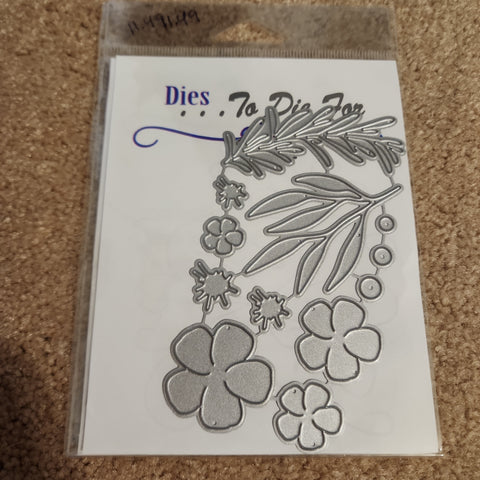 Dies
. . . To Die For